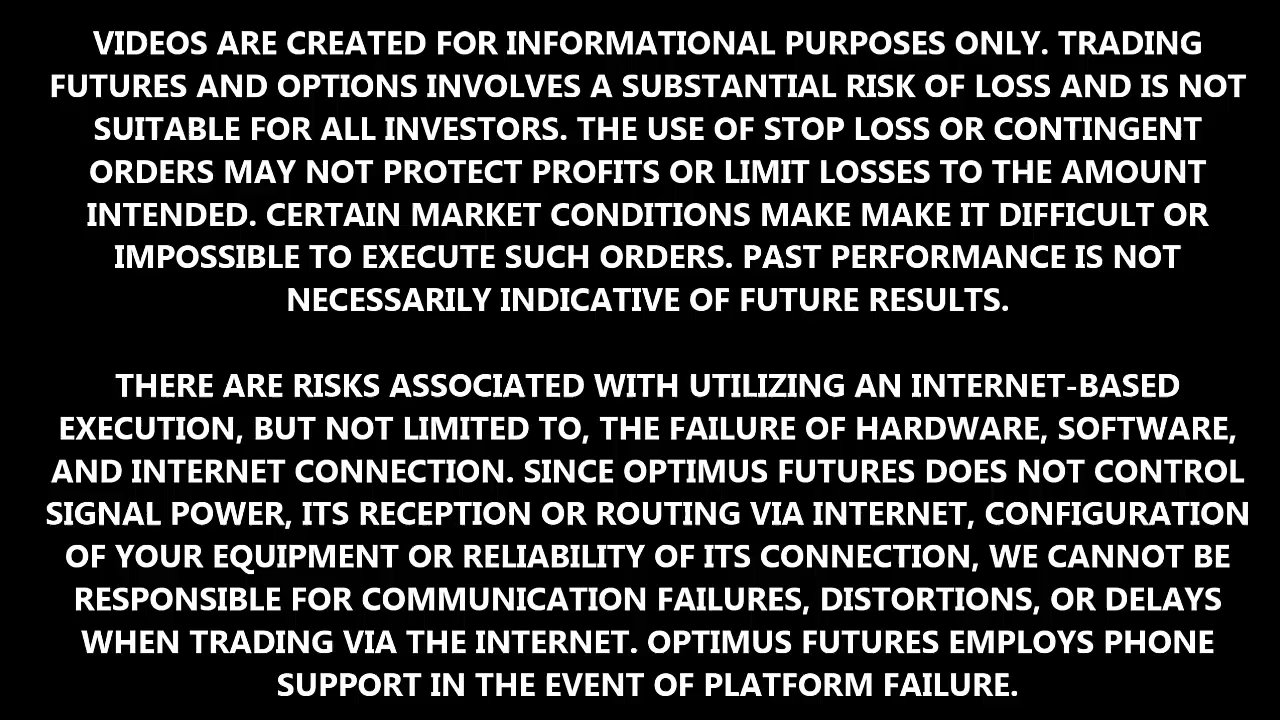 VIDEOS ARE CREATED FOR INFORMATIONAL PURPOSES ONLY. TRADING
FUTURES AND OPTIONS INVOLVES A SUBSTANTIAL RISK OF LOSS AND IS NOT
SUITABLE FOR ALL INVESTORS. THE USE OF STOP LOSS OR CONTINGENT
ORDERS MAY NOT PROTECT PROFITS OR LIMIT LOSSES TO THE AMOUNT
INTENDED. CERTAIN MARKET CONDITIONS MAKE MAKE IT DIFFICULT OR
IMPOSSIBLE TO EXECUTE SUCH ORDERS. PAST PERFORMANCE IS NOT
NECESSARILY INDICATIVE OF FUTURE RESULTS.
THERE ARE RISKS ASSOCIATED WITH UTILIZING AN INTERNET-BASED
EXECUTION, BUT NOT LIMITED TO, THE FAILURE OF HARDWARE, SOFTWARE,
AND INTERNET CONNECTION. SINCE OPTIMUS FUTURES DOES NOT CONTROL
SIGNAL POWER, ITS RECEPTION OR ROUTING VIA INTERNET, CONFIGURATION
OF YOUR EQUIPMENT OR RELIABILITY OF ITS CONNECTION, WE CANNOT BE
RESPONSIBLE FOR COMMUNICATION FAILURES, DISTORTIONS, OR DELAYS
WHEN TRADING VIA THE INTERNET. OPTIMUS FUTURES EMPLOYS PHONE
SUPPORT IN THE EVENT OF PLATFORM FAILURE.